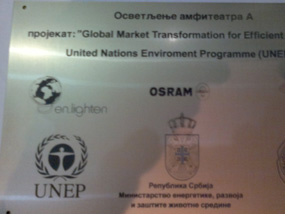 Осветљење амфитеатра А
пројекат: "Global Market Transformation for Efficient
United Nations Enviroment Programme (UNE
en.lighten
OSRAM
UNEP
Република Србија
Министарство енергетике, развоја
и заштите животне средине